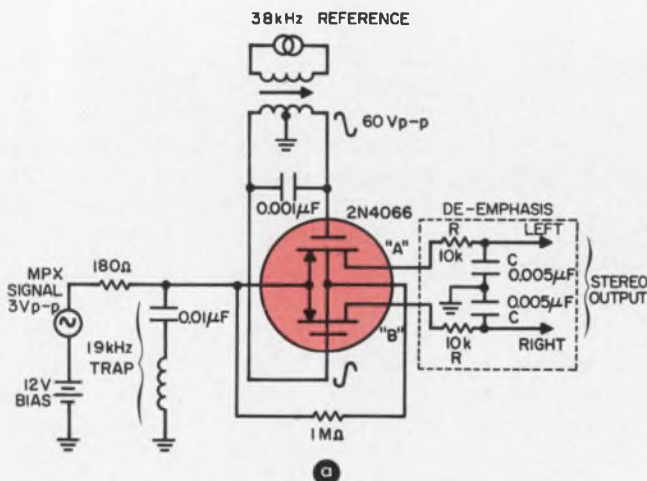 38kHz REFERENCE
60 Vp-p
0.001µF
2N4066
DE-EMPHASIS
"A"
R
10k
LEFT
C
0.005µF
STEREO
OUTPUT
0.005µF
C
"B"
10k
R
RIGHT
MPX
SIGNAL
3Vp-p
180Ω
0.01µF
19kHz
TRAP
12V
BIAS
1MΩ
a